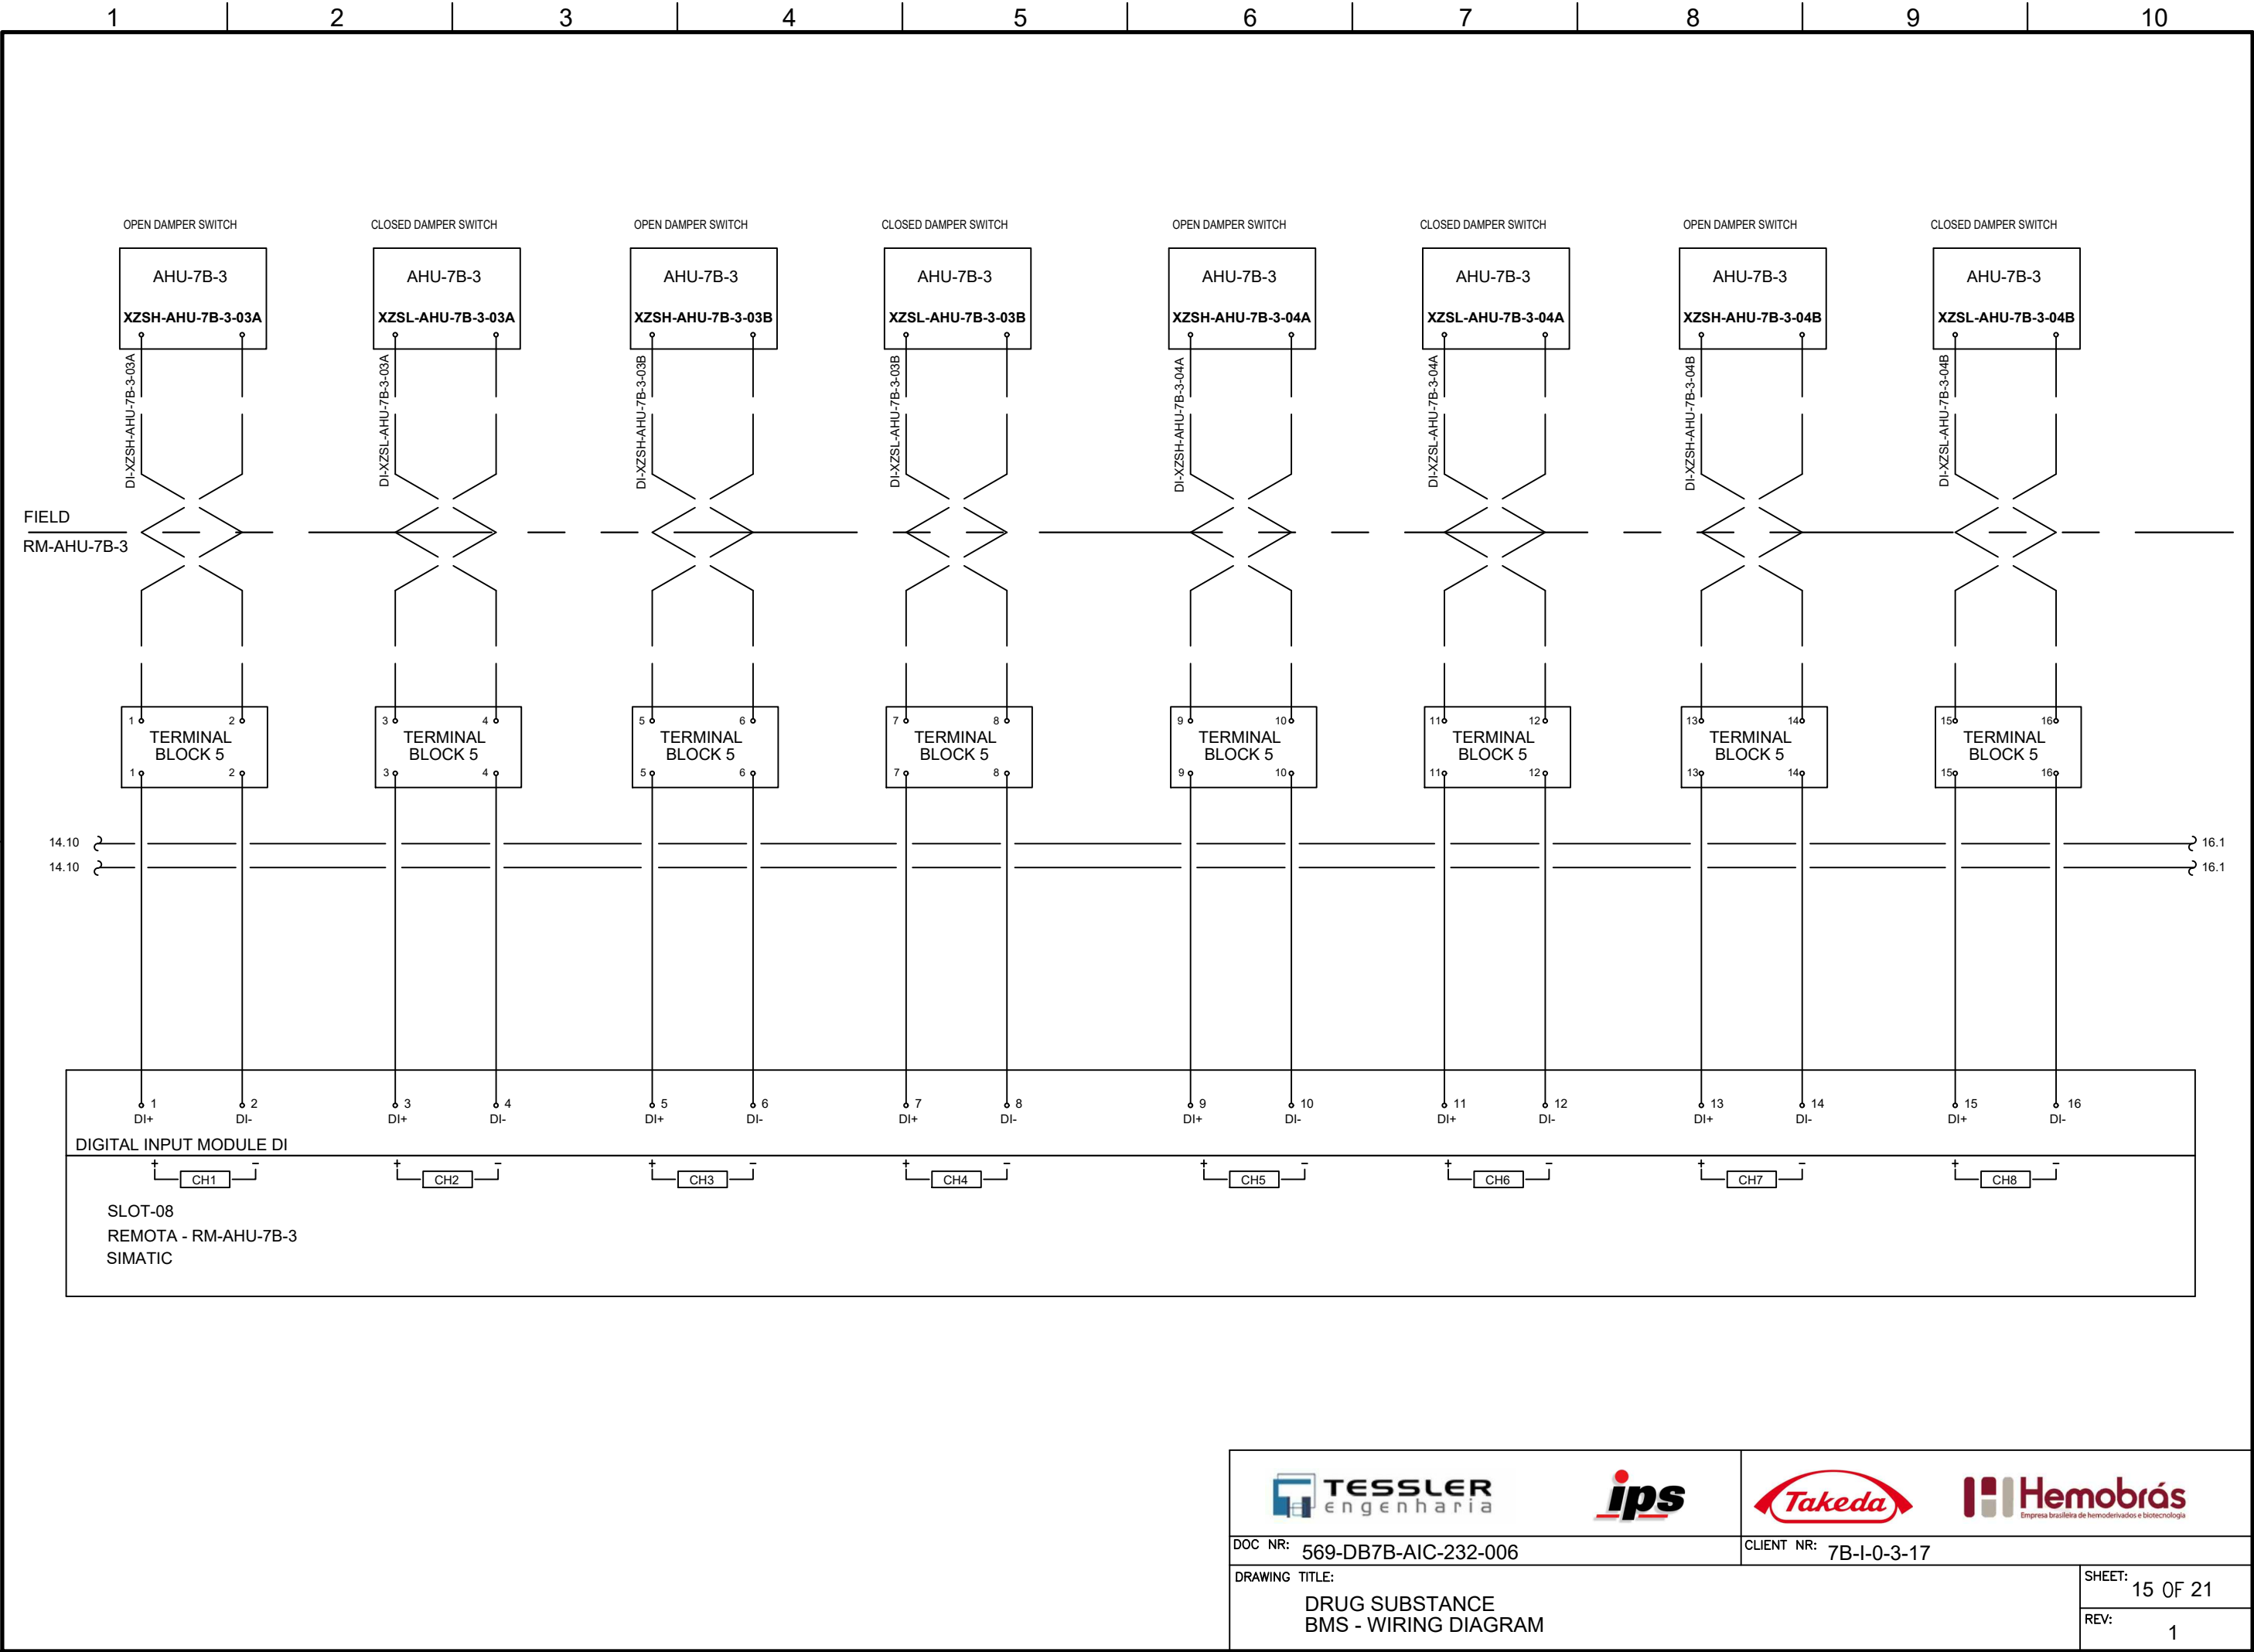 1 2 3 4 5 6 7 8 9 10
OPEN DAMPER SWITCH CLOSED DAMPER SWITCH OPEN DAMPER SWITCH CLOSED DAMPER SWITCH OPEN DAMPER SWITCH CLOSED DAMPER SWITCH OPEN DAMPER SWITCH CLOSED DAMPER SWITCH
AHU-7B-3 AHU-7B-3 AHU-7B-3 AHU-7B-3 AHU-7B-3 AHU-7B-3 AHU-7B-3 AHU-7B-3
XZSH-AHU-7B-3-03A XZSL-AHU-7B-3-03A XZSH-AHU-7B-3-03B XZSL-AHU-7B-3-03B XZSH-AHU-7B-3-04A XZSL-AHU-7B-3-04A XZSH-AHU-7B-3-04B XZSL-AHU-7B-3-04B
DI-XZSH-AHU-7B-3-03A
DI-XZSL-AHU-7B-3-03A
DI-XZSH-AHU-7B-3-03B
DI-XZSL-AHU-7B-3-03B
DI-XZSH-AHU-7B-3-04A
DI-XZSL-AHU-7B-3-04A
DI-XZSH-AHU-7B-3-04B
DI-XZSL-AHU-7B-3-04B
FIELD
RM-AHU-7B-3
1 2 3 4 5 6 7 8 9 10 11 12 13 14 15 16
TERMINAL TERMINAL TERMINAL TERMINAL TERMINAL TERMINAL TERMINAL TERMINAL
BLOCK 5 BLOCK 5 BLOCK 5 BLOCK 5 BLOCK 5 BLOCK 5 BLOCK 5 BLOCK 5
1 2 3 4 5 6 7 8 9 10 11 12 13 14 15 16
14.10 16.1
14.10 16.1
1 2 3 4 5 6 7 8 9 10 11 12 13 14 15 16
DI+ DI- DI+ DI- DI+ DI- DI+ DI- DI+ DI- DI+ DI- DI+ DI- DI+ DI-
DIGITAL INPUT MODULE DI
+ - + - + - + - + - + - + - + -
CH1 CH2 CH3 CH4 CH5 CH6 CH7 CH8
SLOT-08
REMOTA - RM-AHU-7B-3
SIMATIC
TESSLER
engenharia
ips
Takeda
Hemobrás
Empresa brasileira de hemoderivados e biotecnologia
DOC NR: 569-DB7B-AIC-232-006
CLIENT NR: 7B-I-0-3-17
DRAWING TITLE:
DRUG SUBSTANCE
BMS - WIRING DIAGRAM
SHEET: 15 OF 21
REV: 1